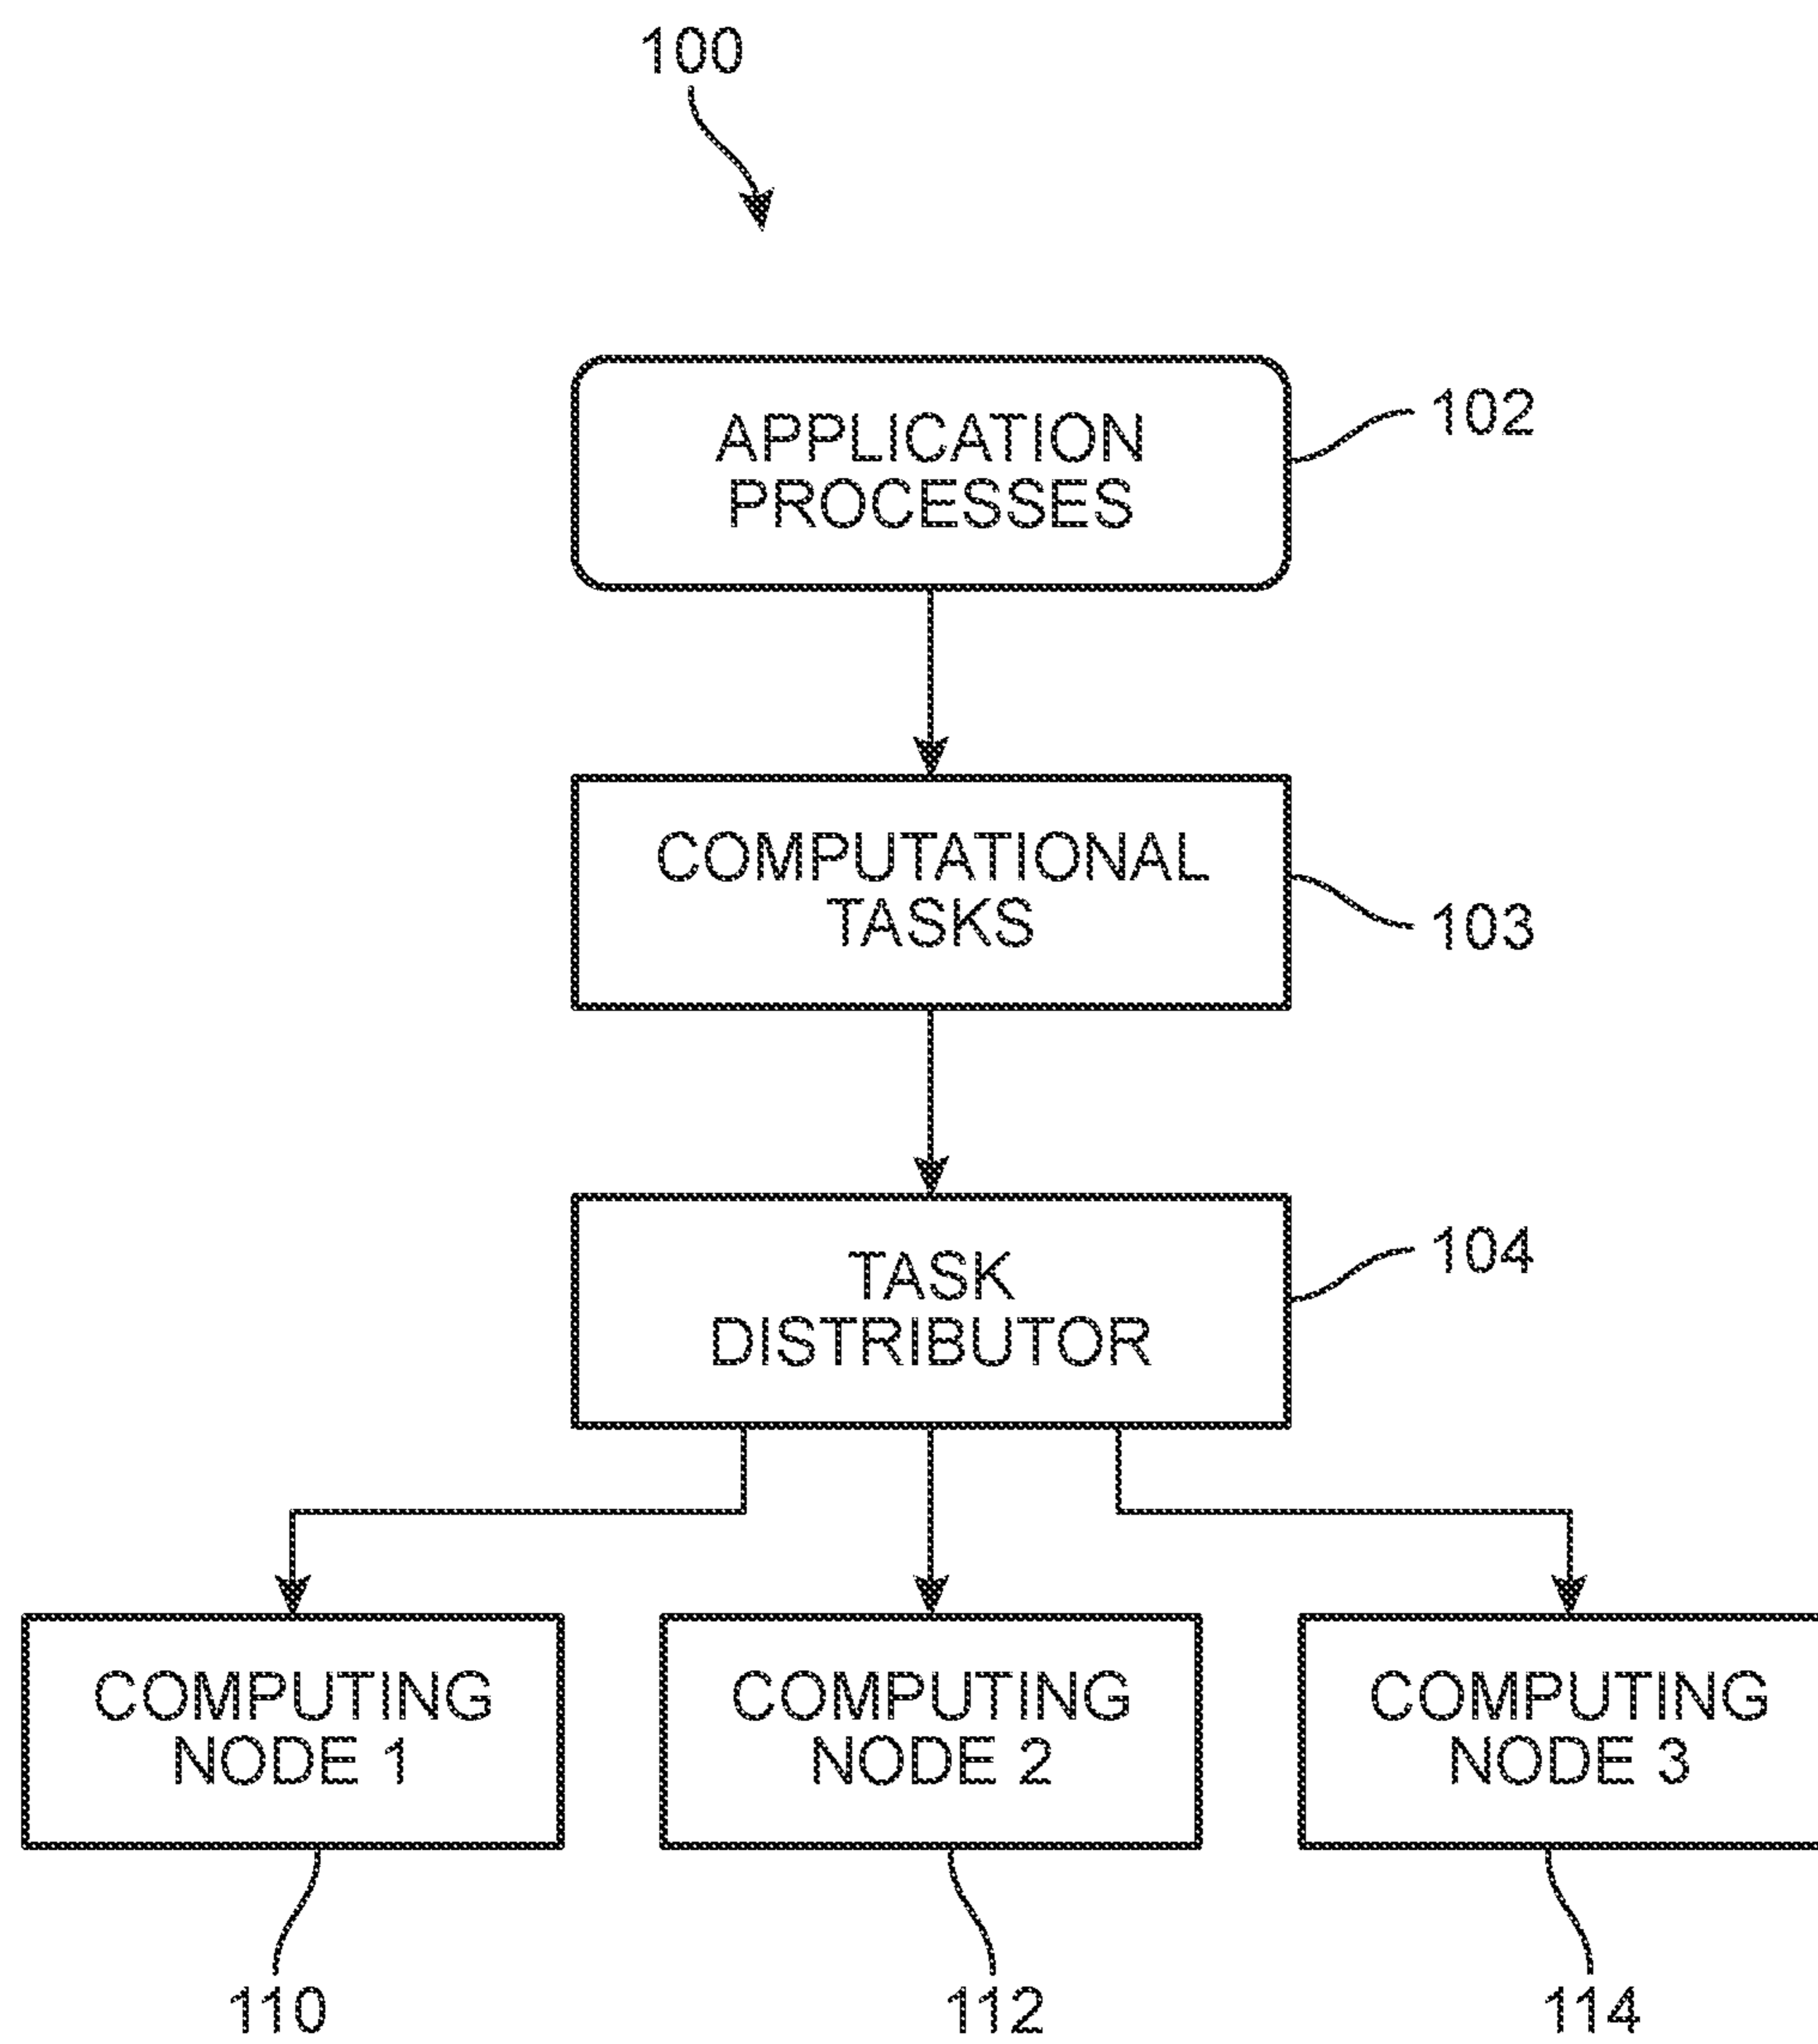 100
APPLICATION
PROCESSES
102
COMPUTATIONAL
TASKS
103
TASK
DISTRIBUTOR
104
COMPUTING
NODE 1
COMPUTING
NODE 2
COMPUTING
NODE 3
110
112
114